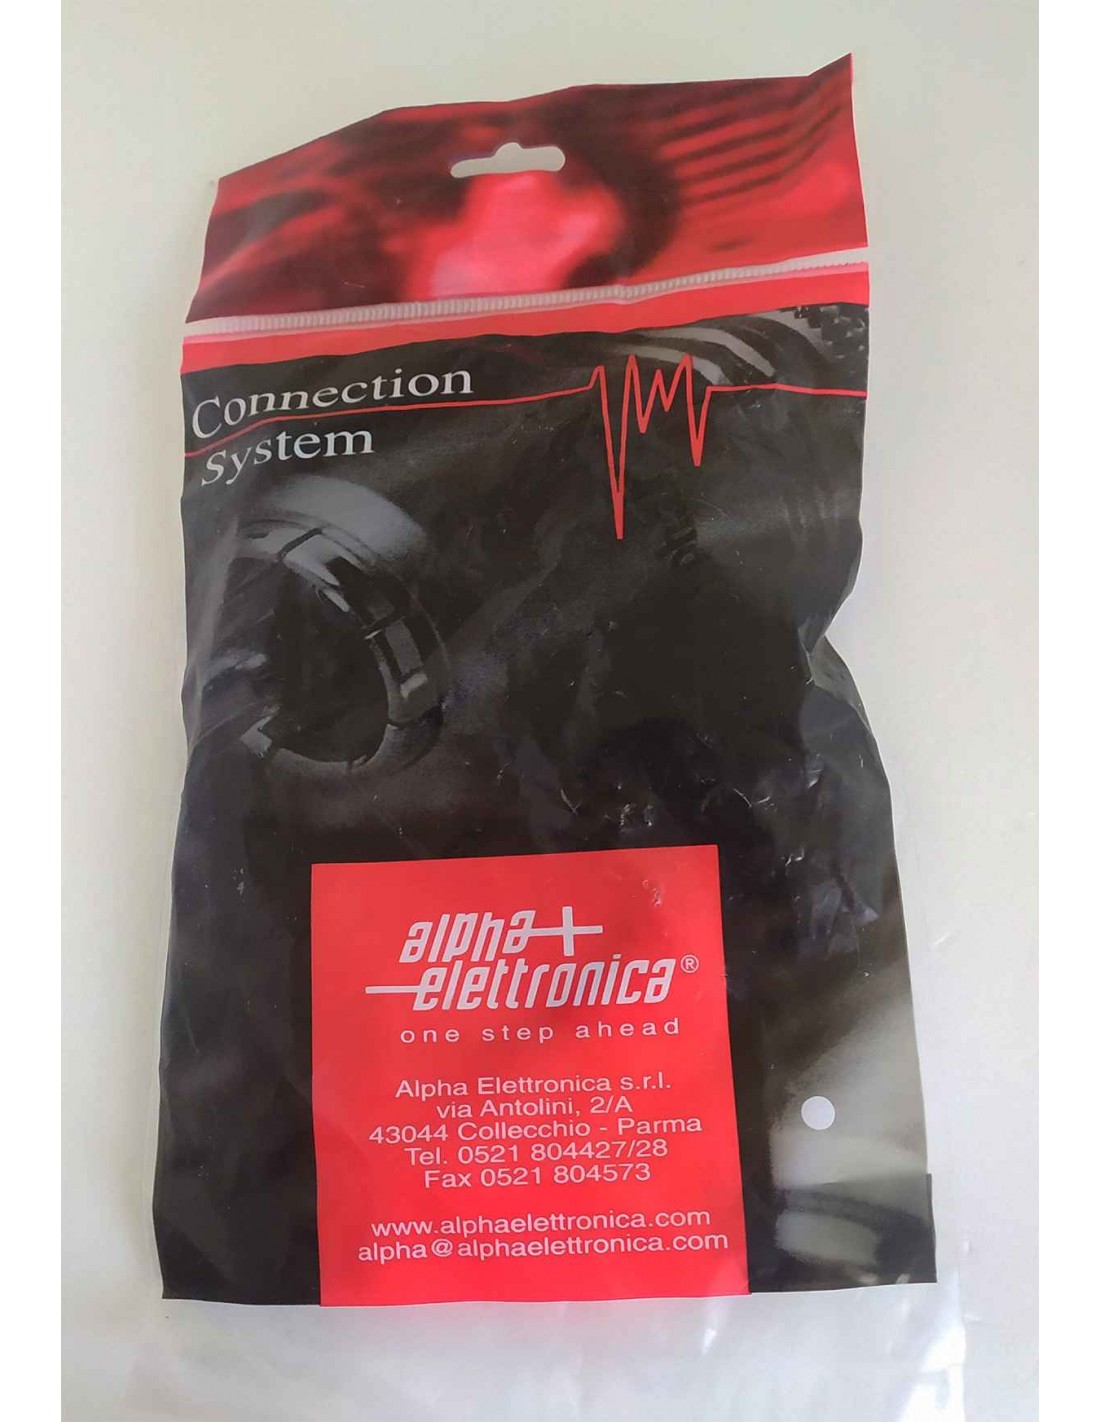 Connection
System
alpha
elettronica®
one step ahead
Alpha Elettronica s.r.l.
via Antolini, 2/A
43044 Collecchio - Parma
Tel. 0521 804427/28
Fax 0521 804573
www.alphaelettronica.com
alpha@alphaelettronica.com